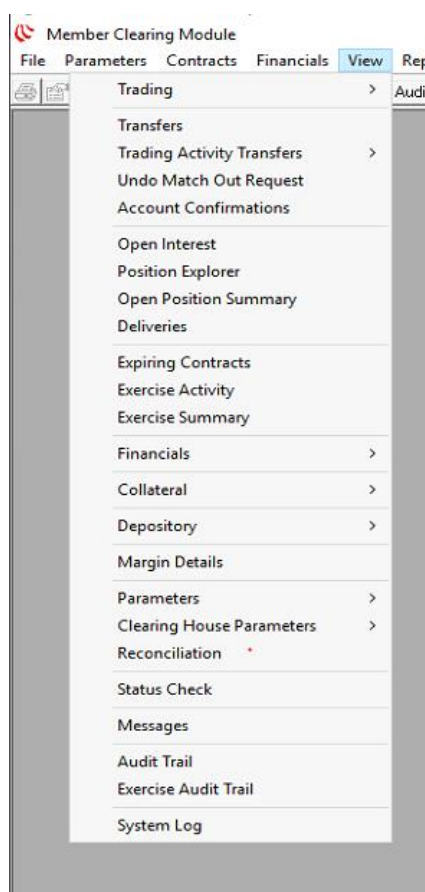 Member Clearing Module
File Parameters Contracts Financials View Rep
Audi
Trading >
Transfers
Trading Activity Transfers >
Undo Match Out Request
Account Confirmations
Open Interest
Position Explorer
Open Position Summary
Deliveries
Expiring Contracts
Exercise Activity
Exercise Summary
Financials >
Collateral >
Depository >
Margin Details
Parameters >
Clearing House Parameters >
Reconciliation *
Status Check
Messages
Audit Trail
Exercise Audit Trail
System Log